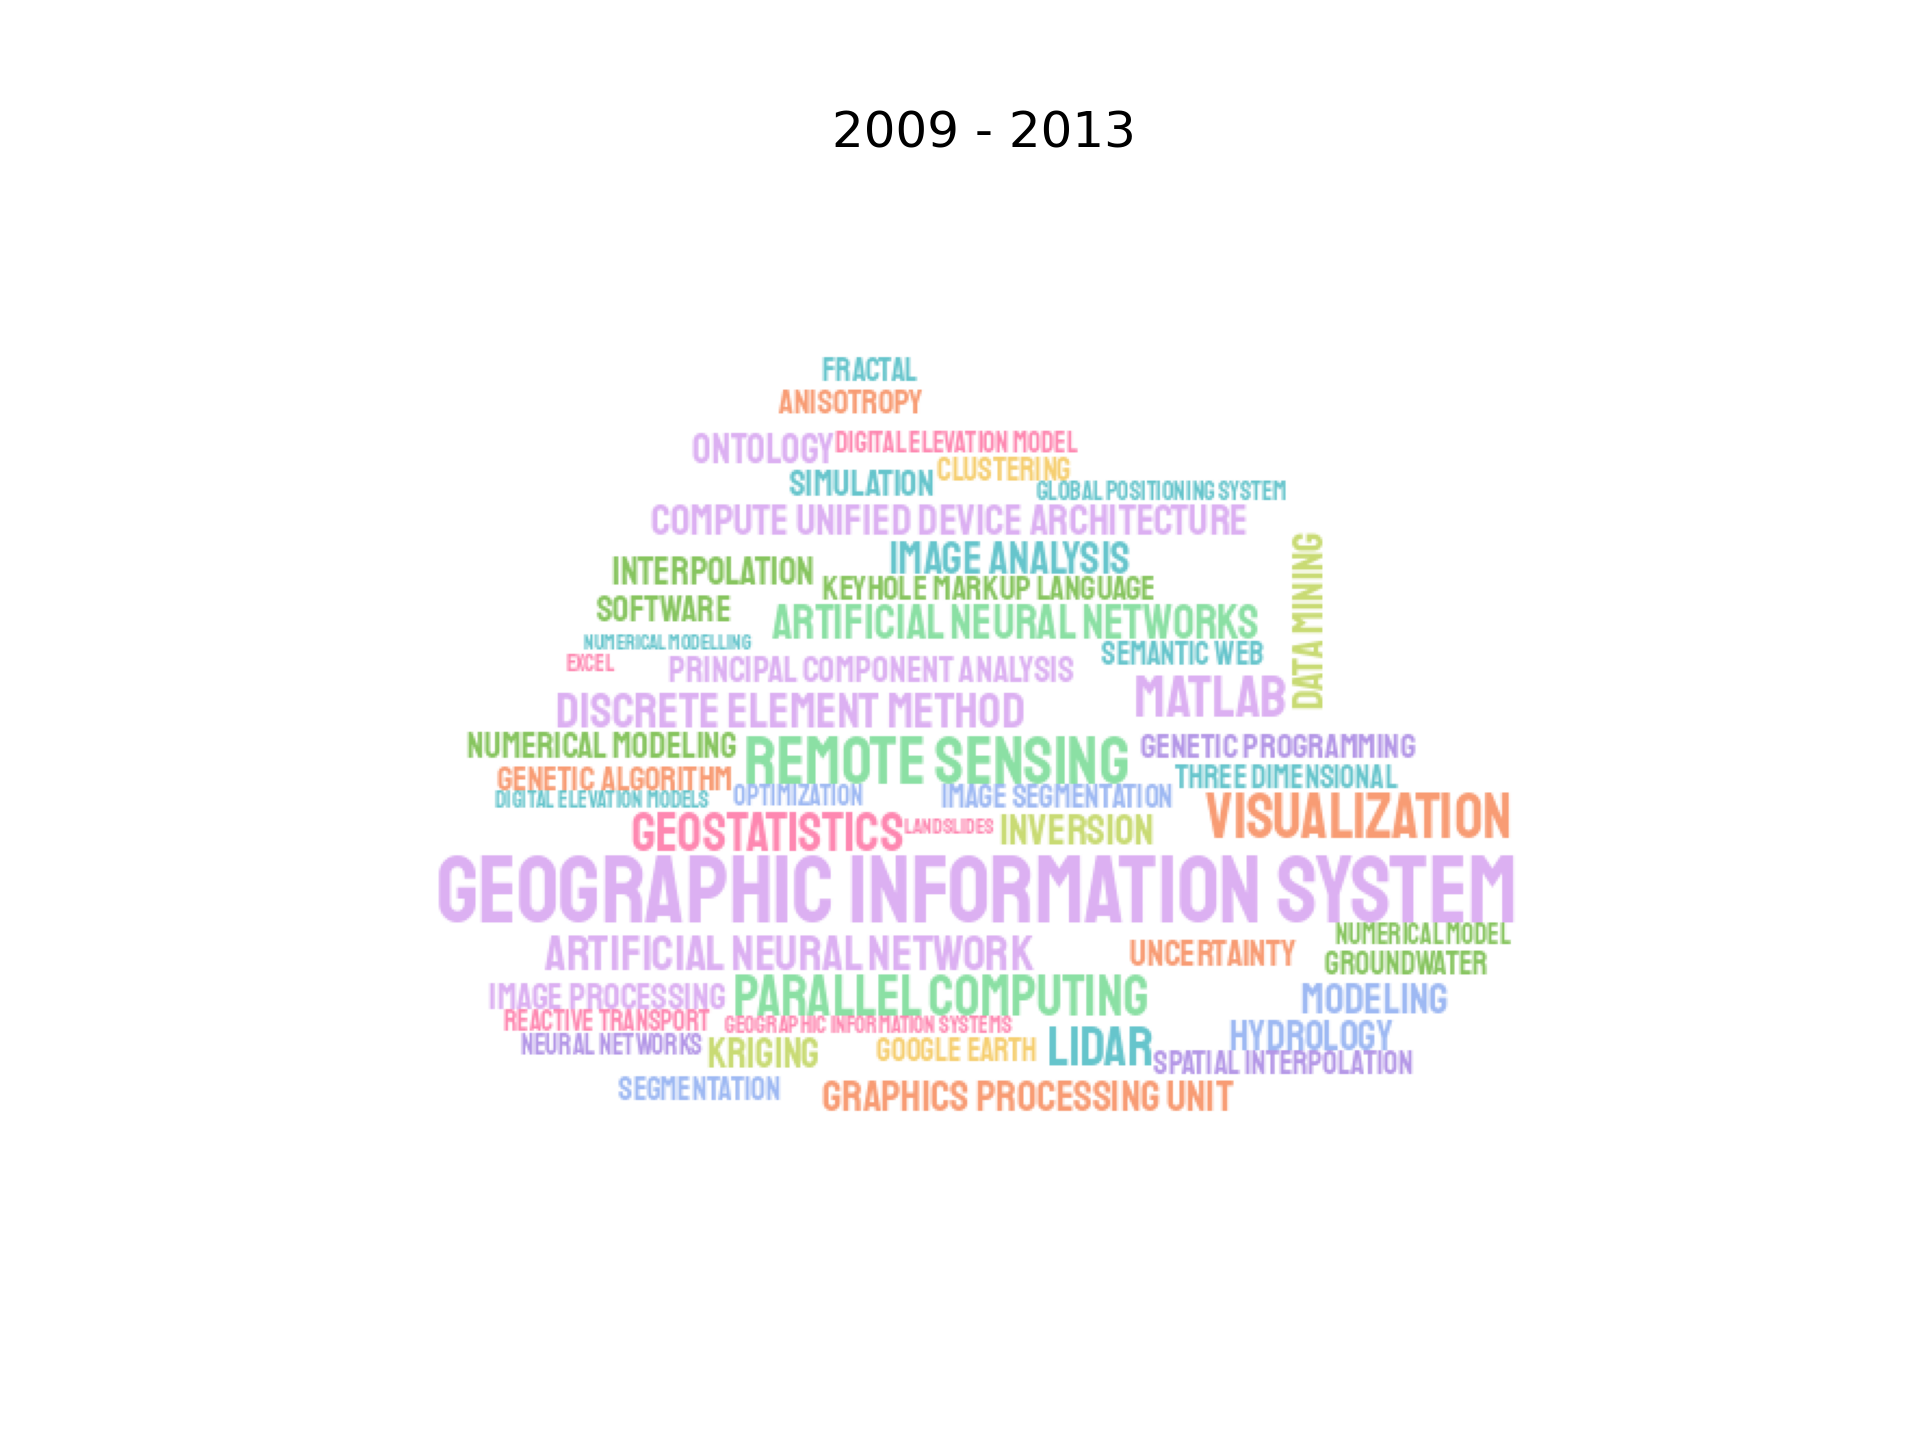 2009 - 2013
FRACTAL
ANISOTROPY
ONTOLOGY
DIGITAL ELEVATION MODEL
CLUSTERING
SIMULATION
GLOBAL POSITIONING SYSTEM
COMPUTE UNIFIED DEVICE ARCHITECTURE
DATA MINING
IMAGE ANALYSIS
INTERPOLATION
KEYHOLE MARKUP LANGUAGE
SOFTWARE
ARTIFICIAL NEURAL NETWORKS
NUMERICAL MODELLING
SEMANTIC WEB
EXCEL
PRINCIPAL COMPONENT ANALYSIS
MATLAB
DISCRETE ELEMENT METHOD
NUMERICAL MODELING
REMOTE SENSING
GENETIC PROGRAMMING
GENETIC ALGORITHM
THREE DIMENSIONAL
DIGITAL ELEVATION MODELS
OPTIMIZATION
IMAGE SEGMENTATION
VISUALIZATION
GEOSTATISTICS
LANDSLIDES
INVERSION
GEOGRAPHIC INFORMATION SYSTEM
NUMERICAL MODEL
ARTIFICIAL NEURAL NETWORK
UNCERTAINTY
GROUNDWATER
IMAGE PROCESSING
PARALLEL COMPUTING
MODELING
REACTIVE TRANSPORT
GEOGRAPHIC INFORMATION SYSTEMS
HYDROLOGY
NEURAL NETWORKS
KRIGING
GOOGLE EARTH
LIDAR
SPATIAL INTERPOLATION
SEGMENTATION
GRAPHICS PROCESSING UNIT